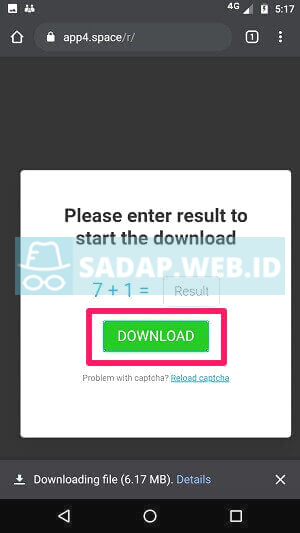 4G 5:17
app4.space/r/ 1
Please enter result to
start the download
SADAP.WEB.ID
7 + 1 = Result
DOWNLOAD
Problem with captcha? Reload captcha
Downloading file (6.17 MB). Details